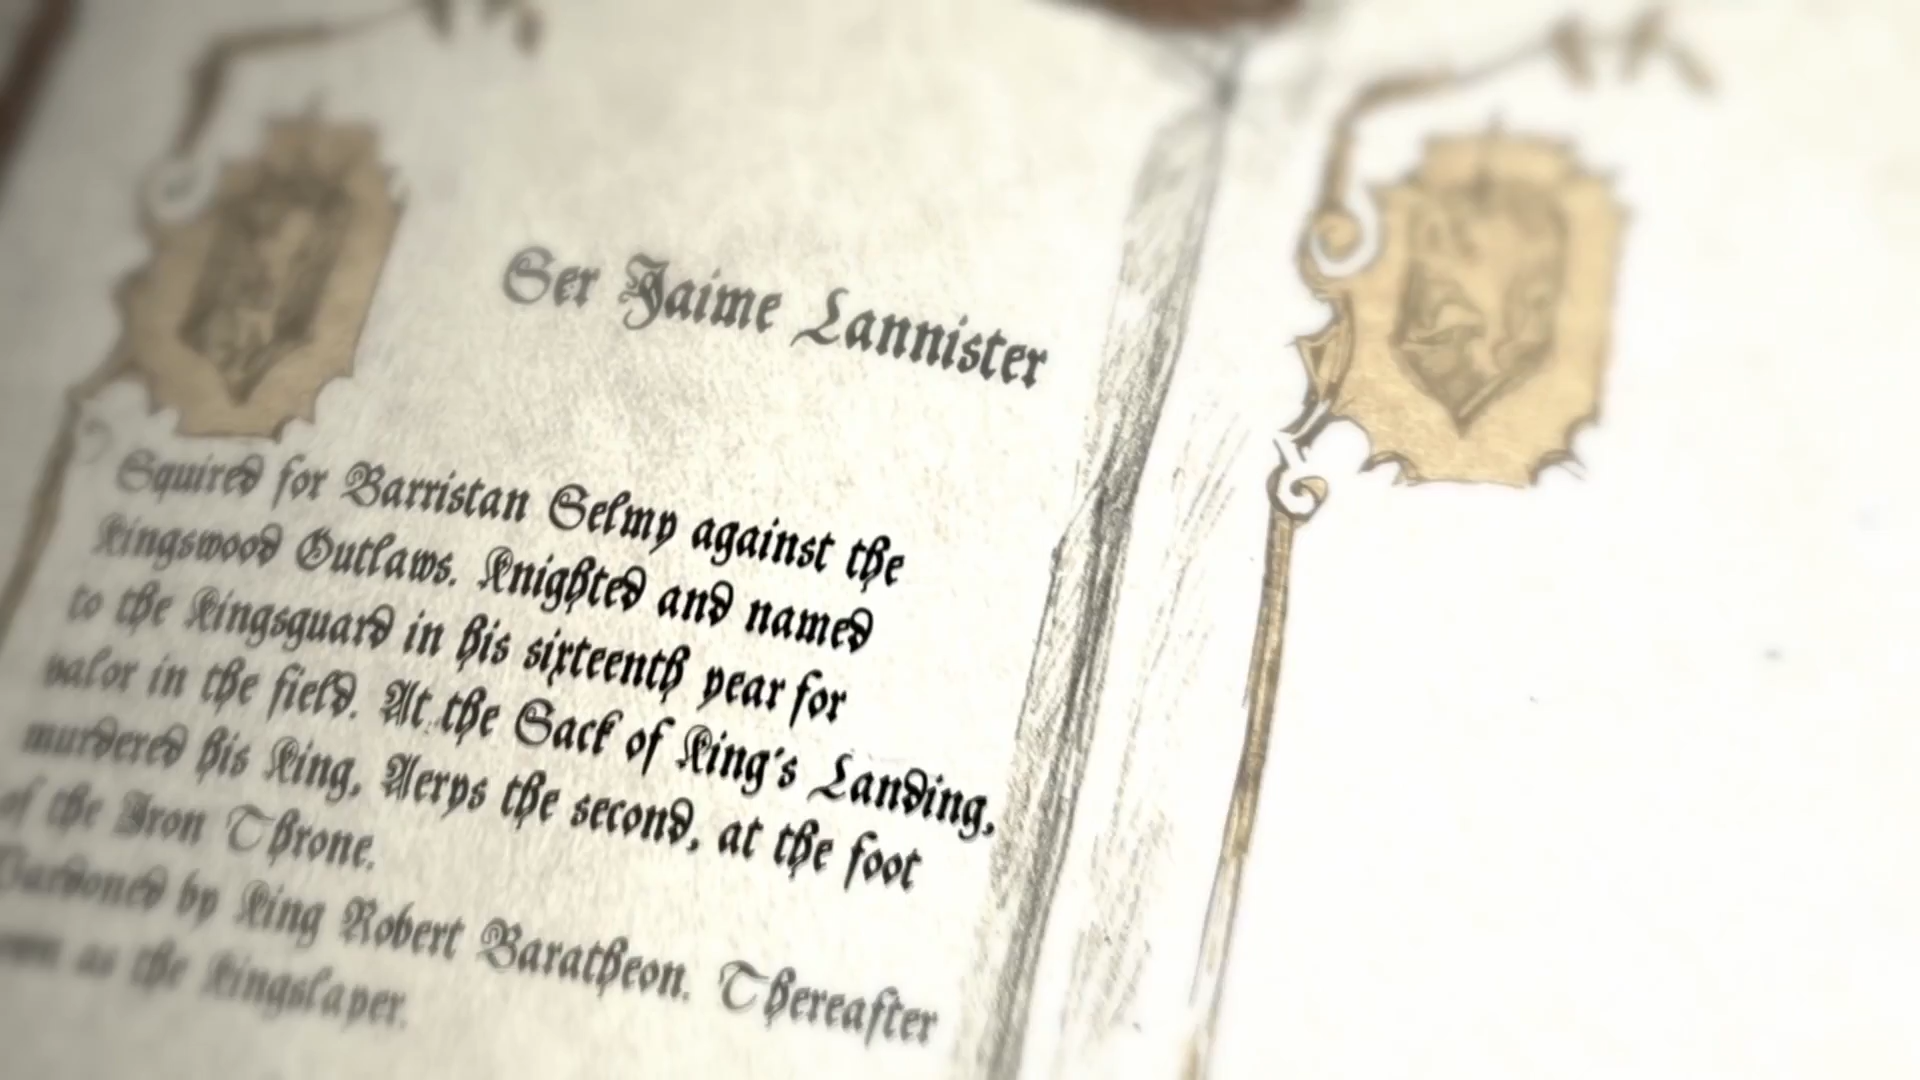 Ser Jaime Lannister
Squired for Barristan Selmy against the
Kingswood Outlaws. Knighted and named
to the Kingsguard in his sixteenth year for
valor in the field. At the Sack of King's Landing,
murdered his King, Aerys the second, at the foot
of the Iron Throne.
Pardoned by King Robert Baratheon. Thereafter
as the Kingslayer.